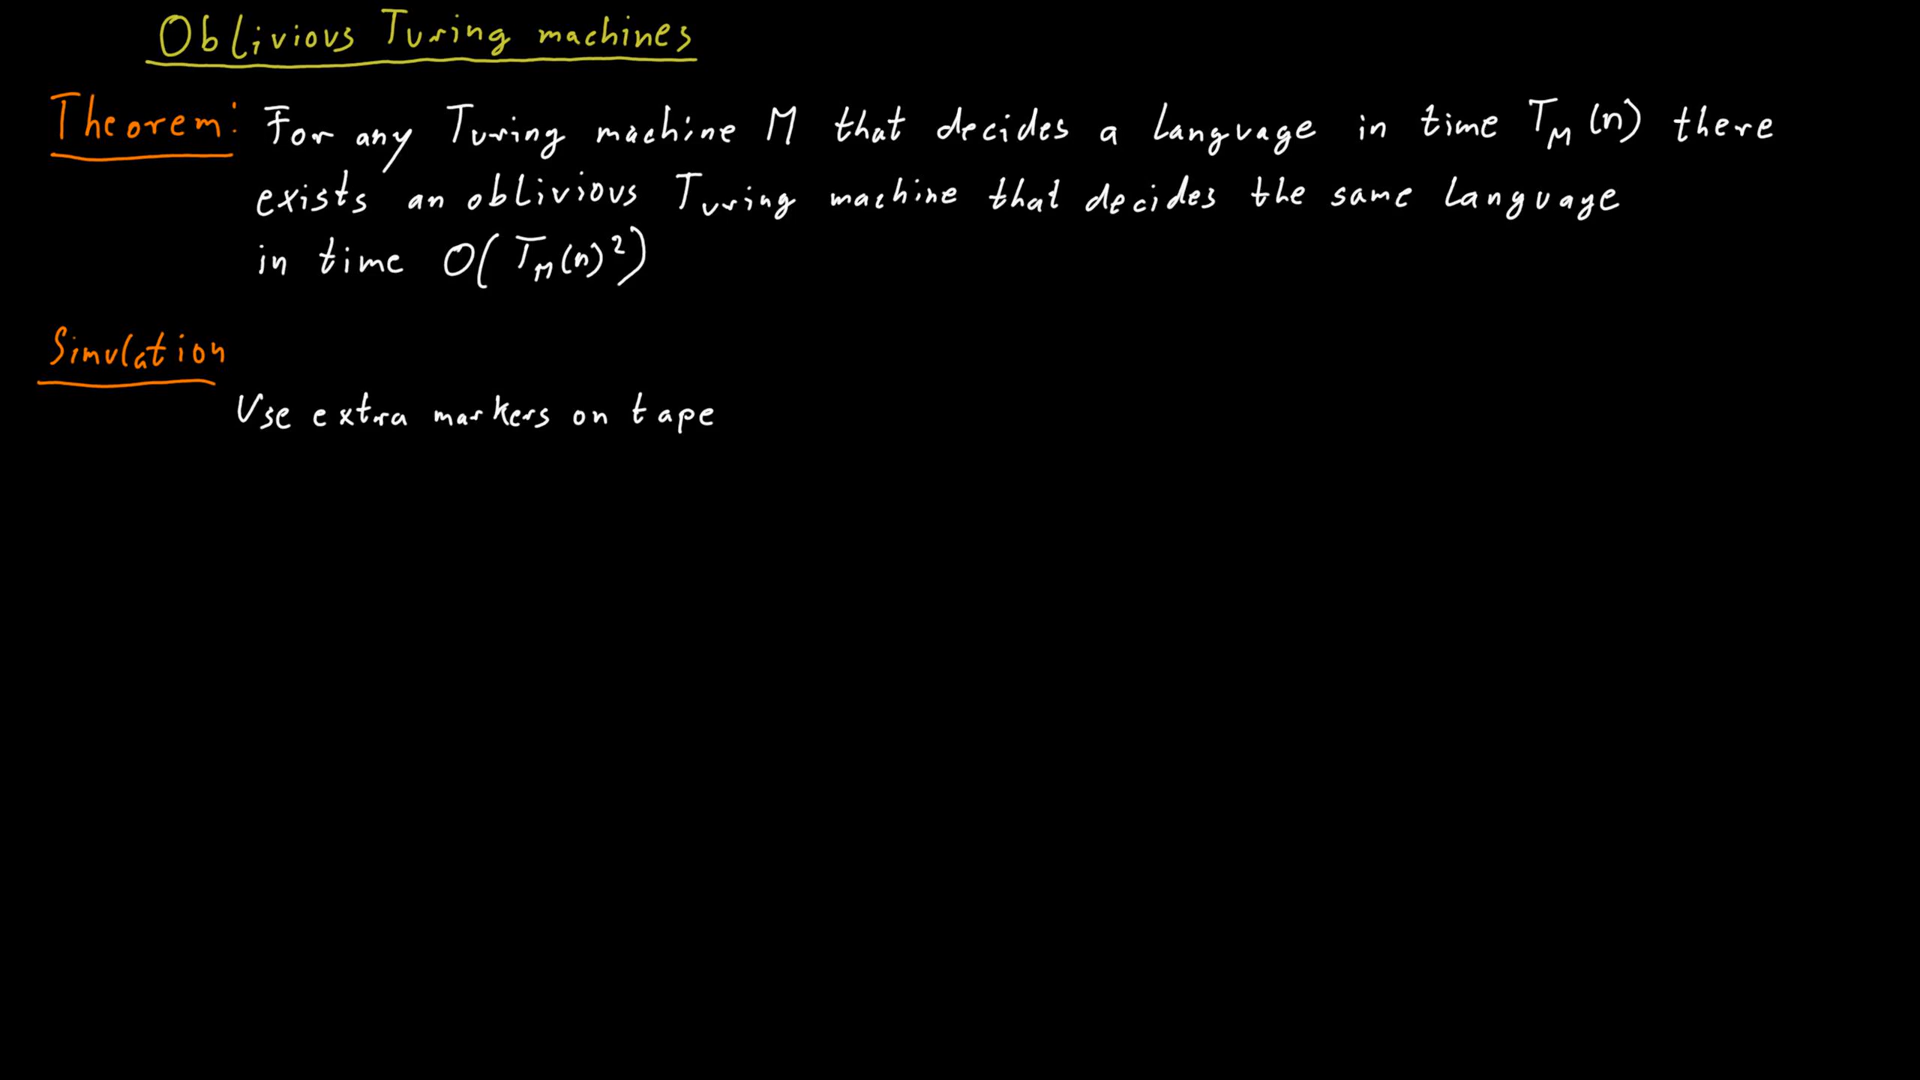 Oblivious Turing machines
Theorem: For any Turing machine M that decides a language in time T_M(n) there
exists an oblivious Turing machine that decides the same language
in time O(T_M(n)²)
Simulation
Use extra markers on tape